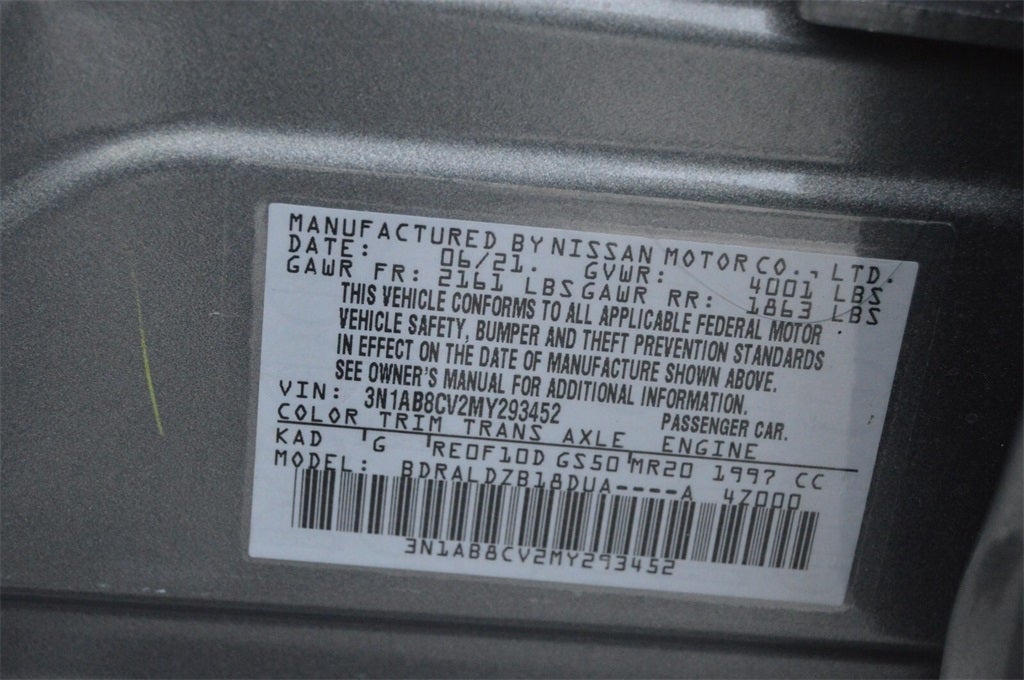 MANUFACTURED BY NISSAN MOTOR CO., LTD.
DATE: 06/21. GVWR: 4001 LBS
GAWR FR: 2161 LBS GAWR RR: 1863 LBS
THIS VEHICLE CONFORMS TO ALL APPLICABLE FEDERAL MOTOR
VEHICLE SAFETY, BUMPER AND THEFT PREVENTION STANDARDS
IN EFFECT ON THE DATE OF MANUFACTURE SHOWN ABOVE.
SEE OWNER'S MANUAL FOR ADDITIONAL INFORMATION.
VIN: 3N1AB8CV2MY293452 PASSENGER CAR.
COLOR TRIM TRANS AXLE ENGINE
KAD G RE0F10D GS50 MR20 1997 CC
MODEL: BDRALDZB18DUA----A 4Z000
3N1AB8CV2MY293452